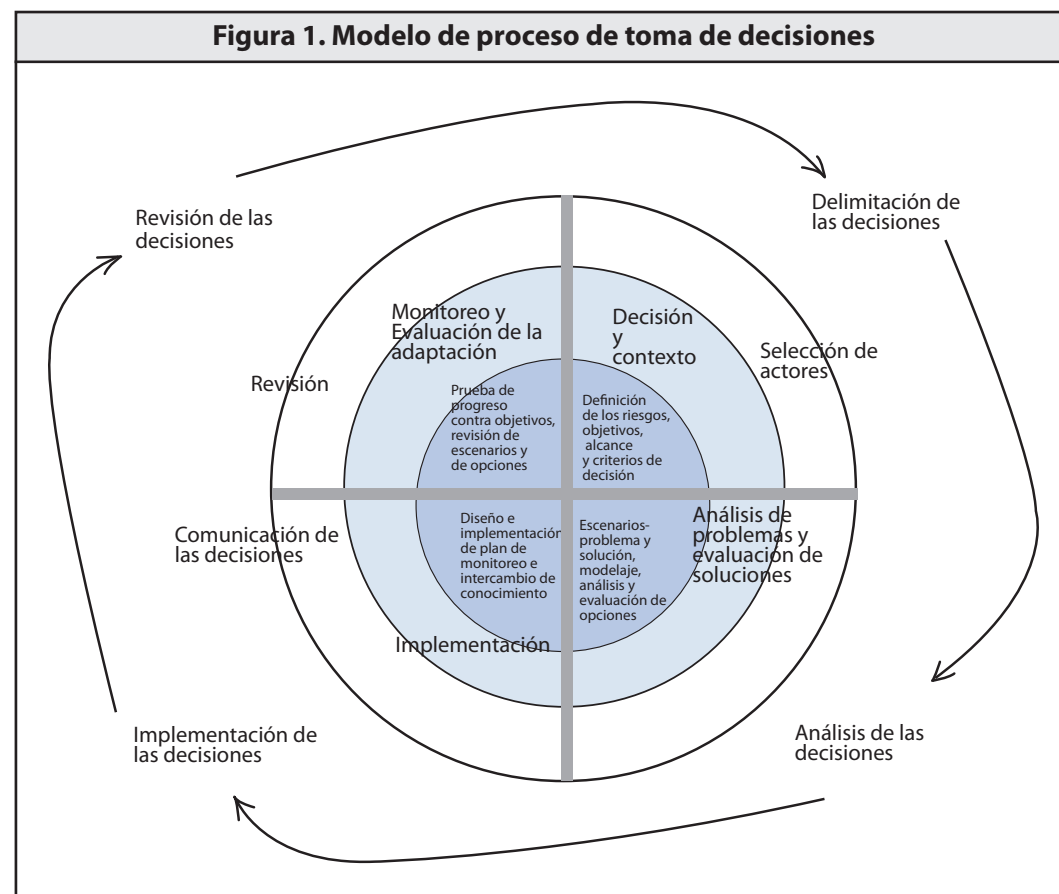 Figura 1. Modelo de proceso de toma de decisiones
Revisión de las
decisiones
Delimitación de
las decisiones
Monitoreo y
Evaluación de la
adaptación
Decisión
y
contexto
Selección de
actores
Revisión
Prueba de
progreso
contra objetivos,
revisión de
escenarios y
de opciones
Definición
de los riesgos,
objetivos,
alcance
y criterios de
decisión
Comunicación de
las decisiones
Diseño e
implementación
de plan de
monitoreo e
intercambio de
conocimiento
Escenarios-
problema y
solución,
modelaje,
análisis y
evaluación de
opciones
Análisis de
problemas y
evaluación de
soluciones
Implementación
Implementación de
las decisiones
Análisis de las
decisiones